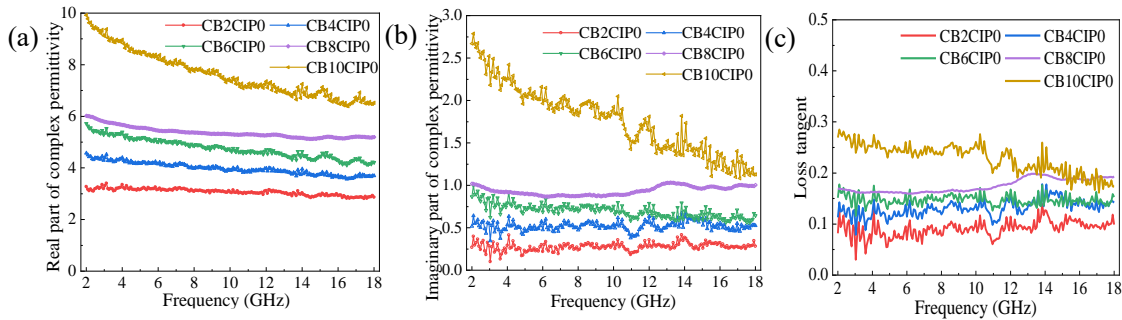 (a)
Real part of complex permittivity
10
8
6
4
2
0
CB2CIP0
CB4CIP0
CB6CIP0
CB8CIP0
CB10CIP0
2 4 6 8 10 12 14 16 18
Frequency (GHz)
(b)
Imaginary part of complex permittivity
3.0
2.5
2.0
1.5
1.0
0.5
0.0
CB2CIP0
CB4CIP0
CB6CIP0
CB8CIP0
CB10CIP0
2 4 6 8 10 12 14 16 18
Frequency (GHz)
(c)
Loss tangent
0.5
0.4
0.3
0.2
0.1
0.0
CB2CIP0
CB4CIP0
CB6CIP0
CB8CIP0
CB10CIP0
2 4 6 8 10 12 14 16 18
Frequency (GHz)